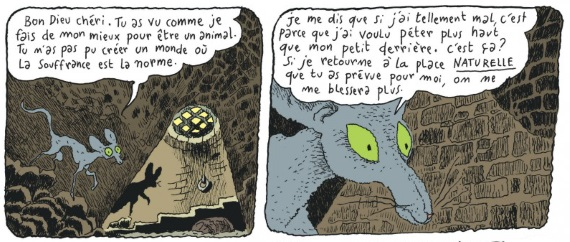 Bon Dieu chéri. Tu as vu comme je
fais de mon mieux pour être un animal.
Tu m'as pas pu créer un monde où
la souffrance est la norme.
Je me dis que si j'ai tellement mal, c'est
parce que j'ai voulu péter plus haut
que mon petit derrière. C'est ça?
Si je retourne à la place NATURELLE
que tu as prévue pour moi, on me
me blessera plus.